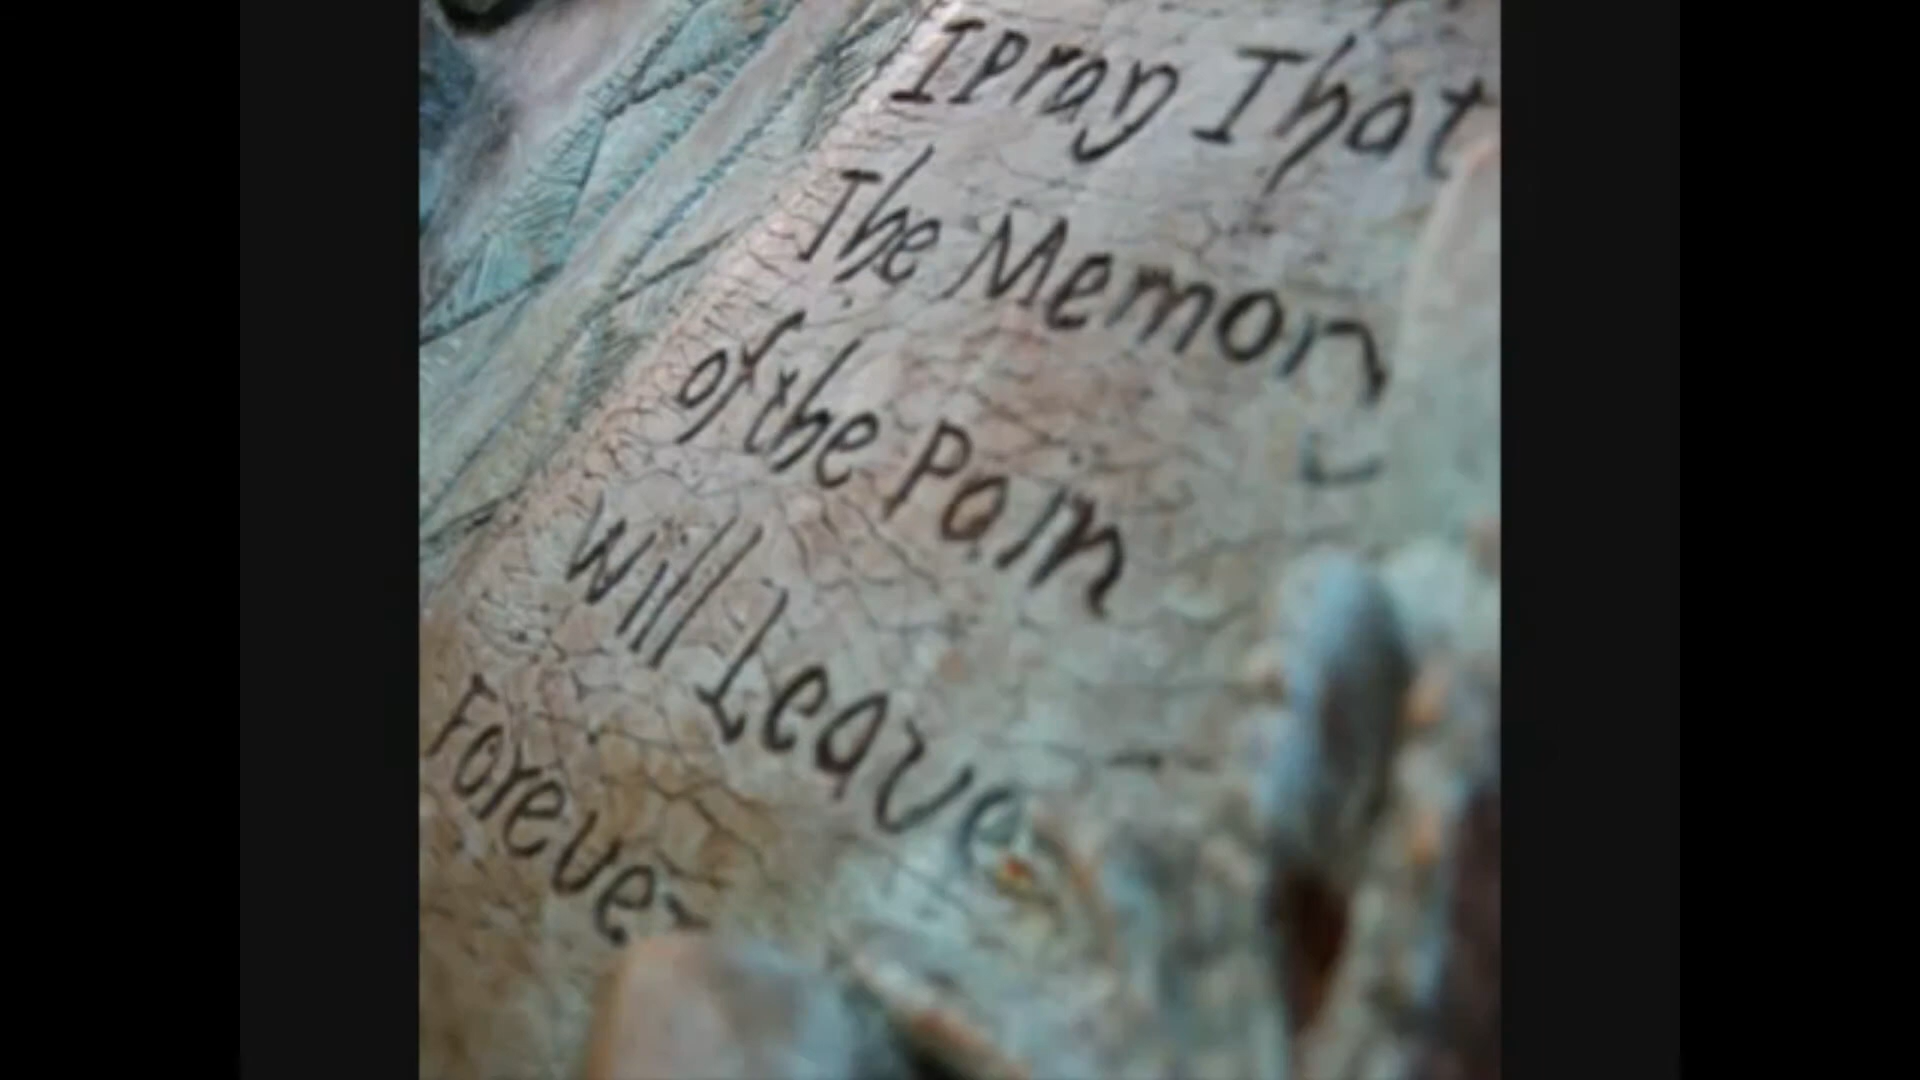 I Pray That
The Memory
of the Pain
will Leave
Forever